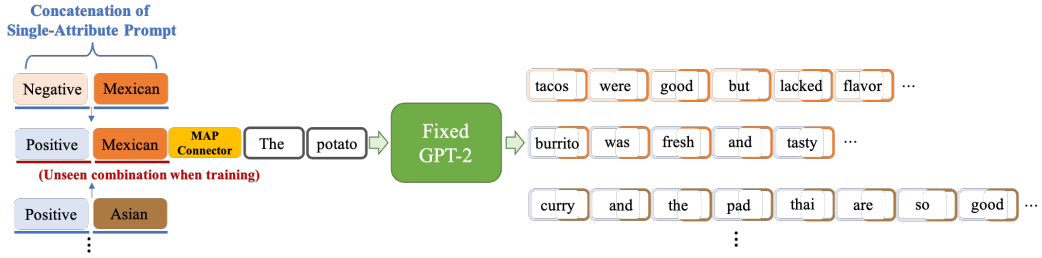 Concatenation of
Single-Attribute Prompt
Negative Mexican
tacos were good but lacked flavor ...
Positive Mexican MAP Connector The potato
Fixed
GPT-2
burrito was fresh and tasty ...
(Unseen combination when training)
Positive Asian
curry and the pad thai are so good ...